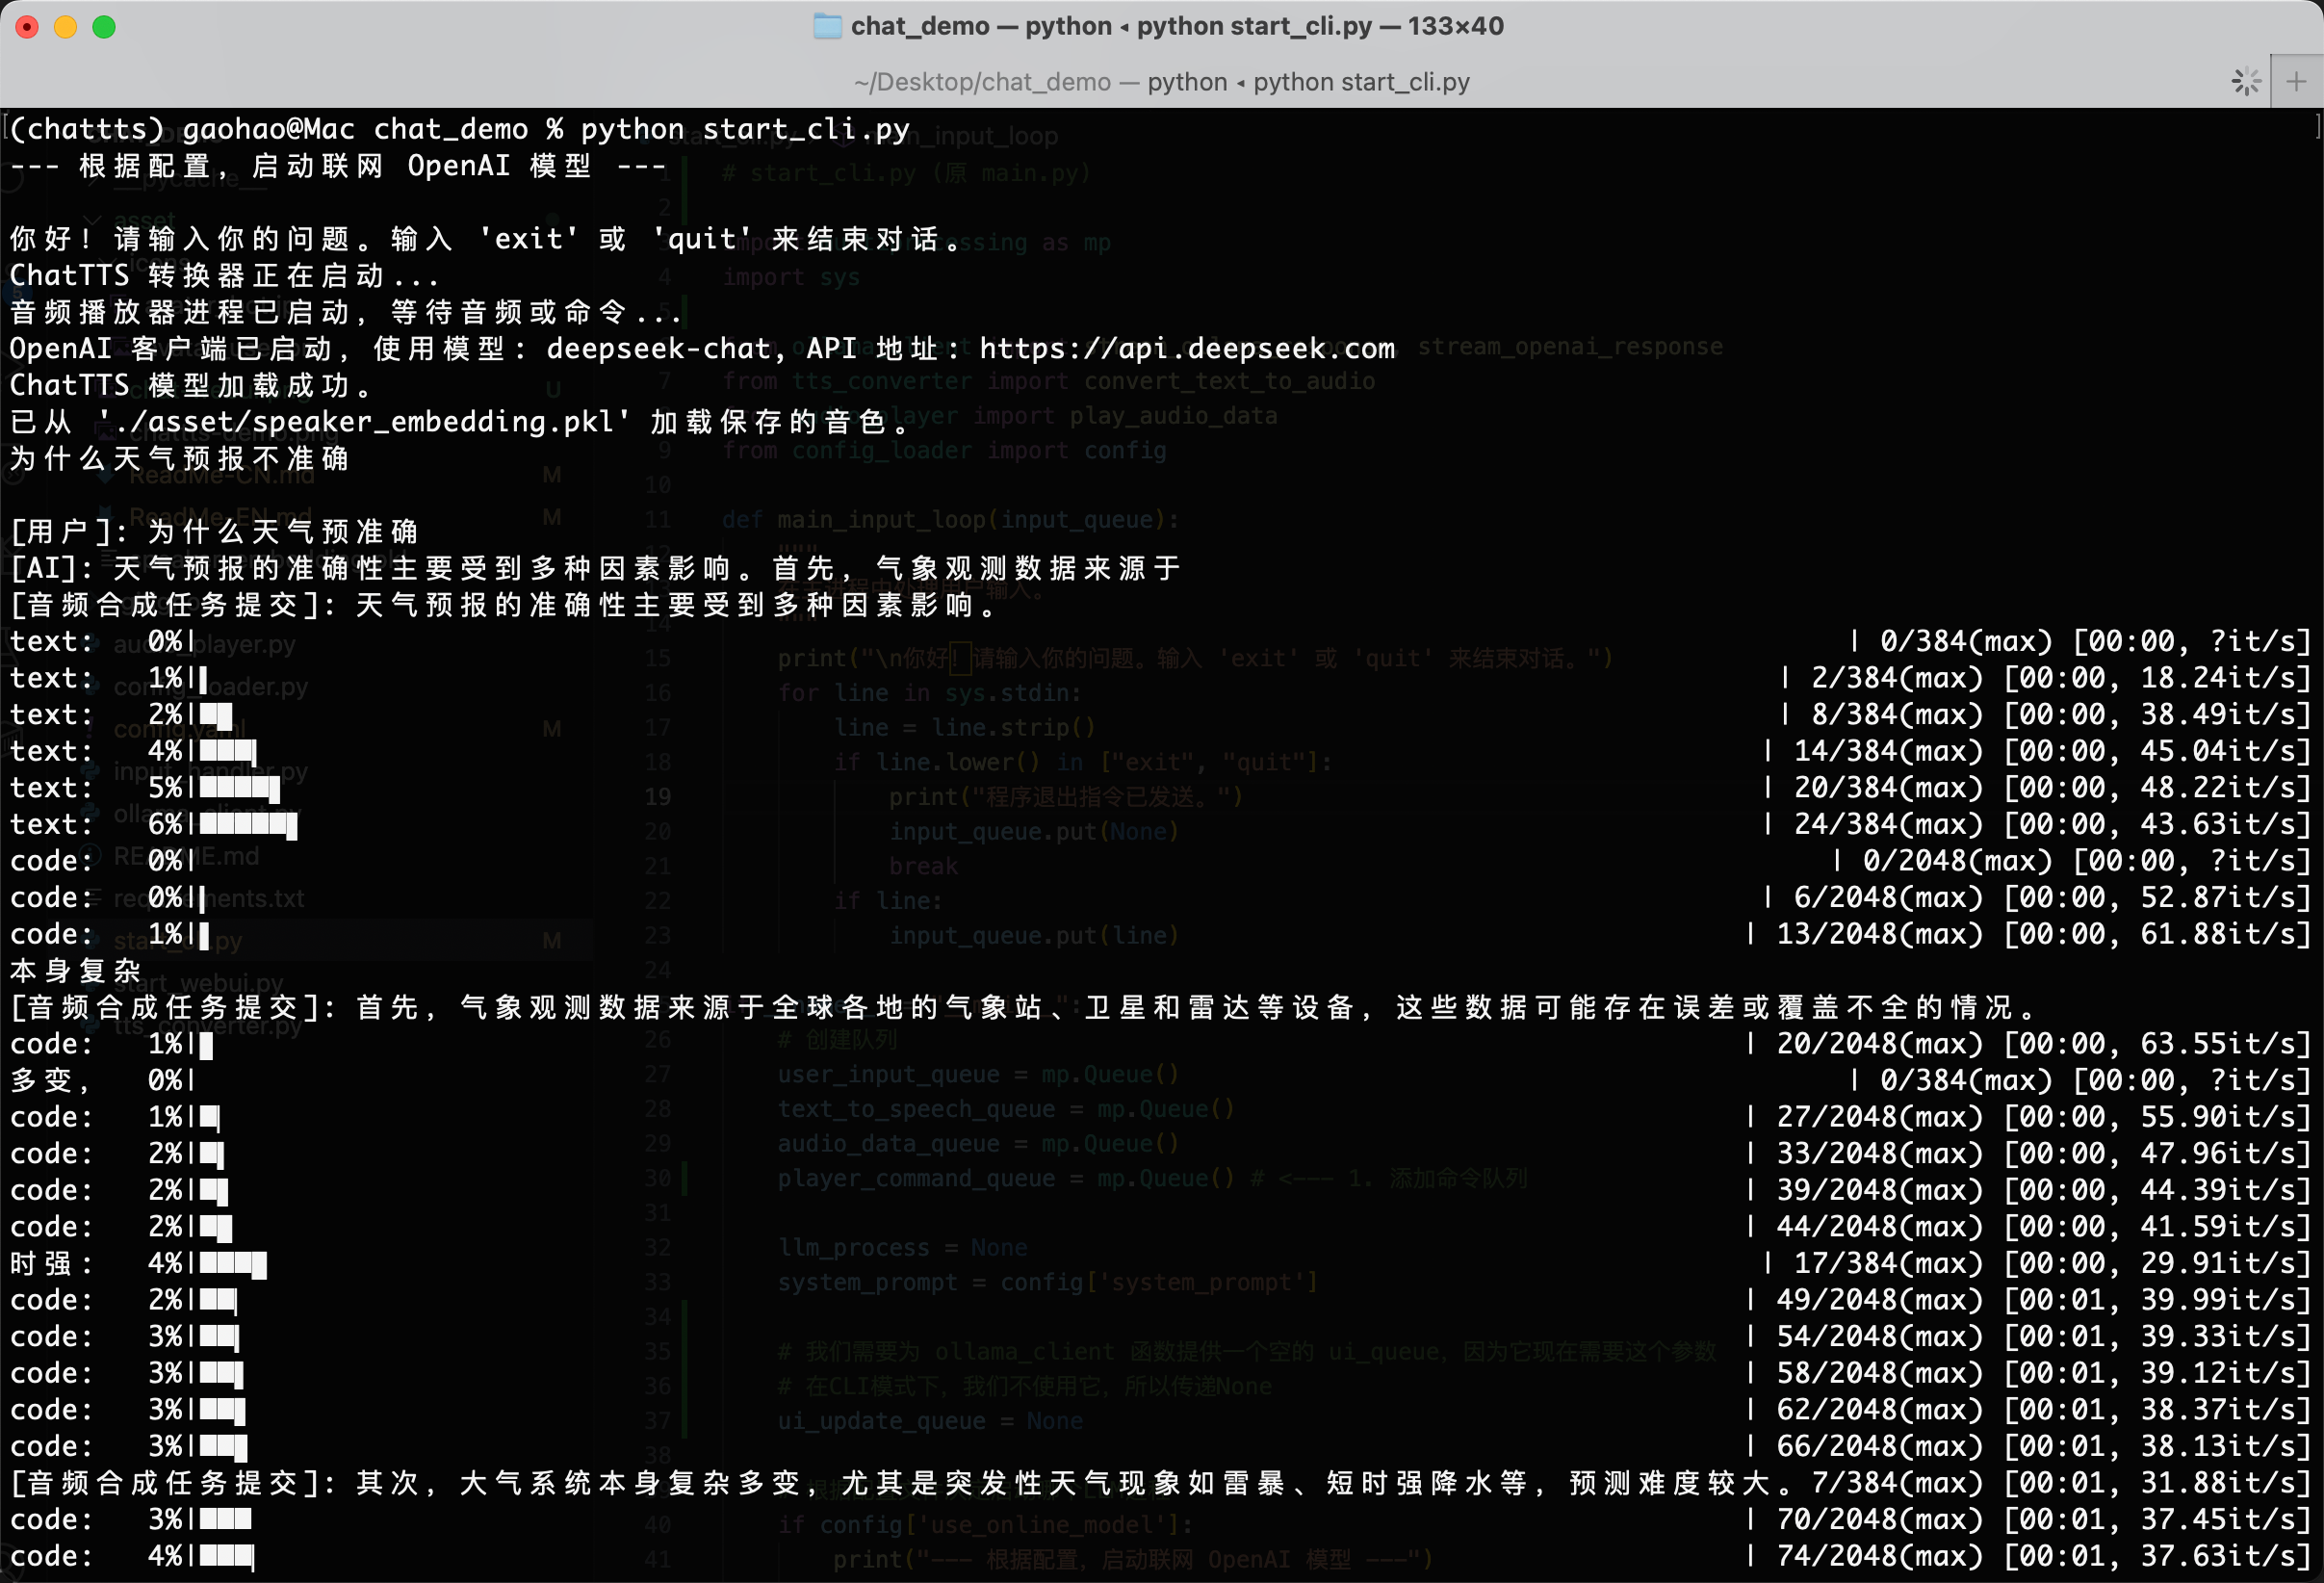 chat_demo — python ◂ python start_cli.py — 133×40
~/Desktop/chat_demo — python ◂ python start_cli.py
(chattts) gaohao@Mac chat_demo % python start_cli.py
--- 根据配置，启动联网 OpenAI 模型 ---
你好！请输入你的问题。输入 'exit' 或 'quit' 来结束对话。
ChatTTS 转换器正在启动...
音频播放器进程已启动，等待音频或命令...
OpenAI 客户端已启动，使用模型：deepseek-chat, API 地址：https://api.deepseek.com
ChatTTS 模型加载成功。
已从 './asset/speaker_embedding.pkl' 加载保存的音色。
为什么天气预报不准确
[用户]: 为什么天气预准确
[AI]: 天气预报的准确性主要受到多种因素影响。首先，气象观测数据来源于
[音频合成任务提交]: 天气预报的准确性主要受到多种因素影响。
text: 0%| | 0/384(max) [00:00, ?it/s]
text: 1%| | 2/384(max) [00:00, 18.24it/s]
text: 2%| | 8/384(max) [00:00, 38.49it/s]
text: 4%| | 14/384(max) [00:00, 45.04it/s]
text: 5%| | 20/384(max) [00:00, 48.22it/s]
text: 6%| | 24/384(max) [00:00, 43.63it/s]
code: 0%| | 0/2048(max) [00:00, ?it/s]
code: 0%| | 6/2048(max) [00:00, 52.87it/s]
code: 1%| | 13/2048(max) [00:00, 61.88it/s]
本身复杂
[音频合成任务提交]: 首先，气象观测数据来源于全球各地的气象站、卫星和雷达等设备，这些数据可能存在误差或覆盖不全的情况。
code: 1%| | 20/2048(max) [00:00, 63.55it/s]
多变， 0%| | 0/384(max) [00:00, ?it/s]
code: 1%| | 27/2048(max) [00:00, 55.90it/s]
code: 2%| | 33/2048(max) [00:00, 47.96it/s]
code: 2%| | 39/2048(max) [00:00, 44.39it/s]
code: 2%| | 44/2048(max) [00:00, 41.59it/s]
时强: 4%| | 17/384(max) [00:00, 29.91it/s]
code: 2%| | 49/2048(max) [00:01, 39.99it/s]
code: 3%| | 54/2048(max) [00:01, 39.33it/s]
code: 3%| | 58/2048(max) [00:01, 39.12it/s]
code: 3%| | 62/2048(max) [00:01, 38.37it/s]
code: 3%| | 66/2048(max) [00:01, 38.13it/s]
[音频合成任务提交]: 其次，大气系统本身复杂多变，尤其是突发性天气现象如雷暴、短时强降水等，预测难度较大。7/384(max) [00:01, 31.88it/s]
code: 3%| | 70/2048(max) [00:01, 37.45it/s]
code: 4%| | 74/2048(max) [00:01, 37.63it/s]